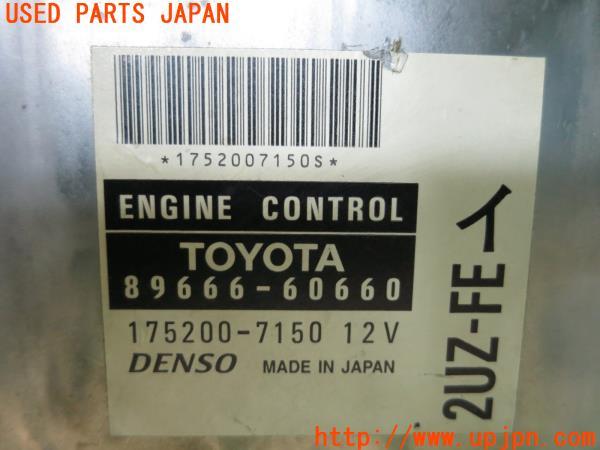 USED PARTS JAPAN
*1752007150S*
ENGINE CONTROL
TOYOTA
89666-60660
175200-7150 12V
DENSO MADE IN JAPAN
2UZ-FE イ
http://www.upjpn.com/